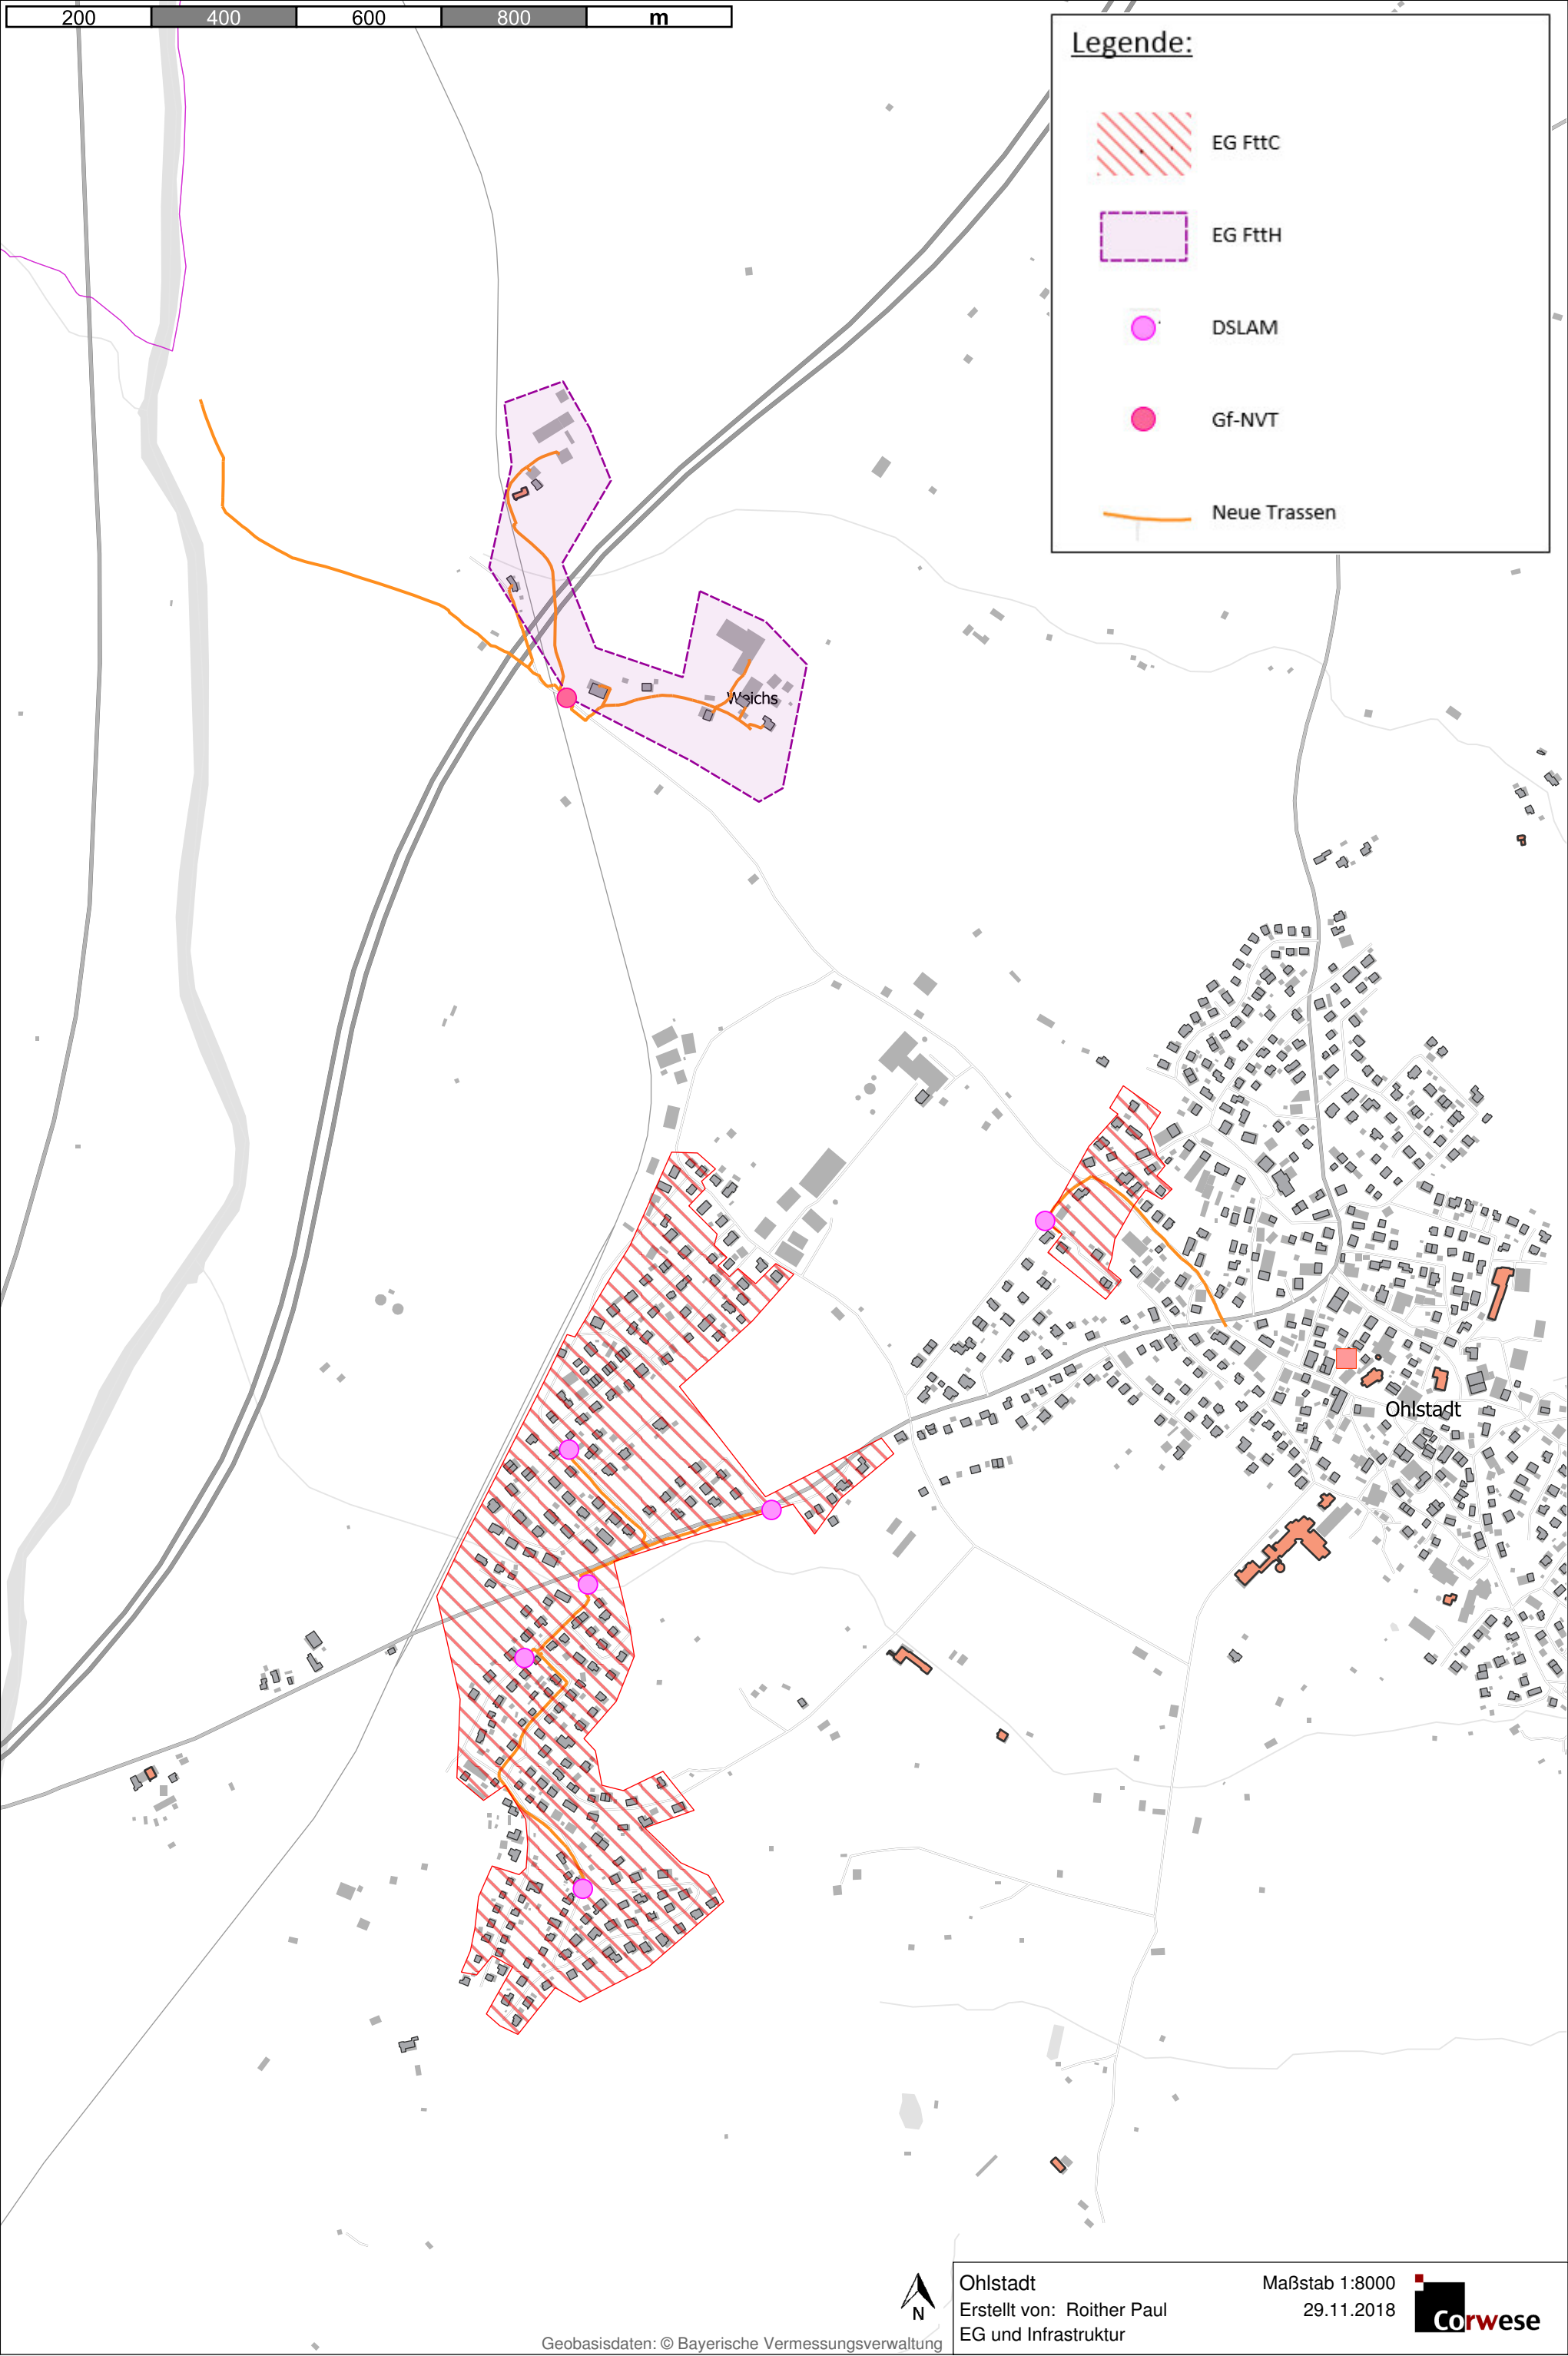 200 400 600 800 m
Legende:
EG FttC
EG FttH
DSLAM
Gf-NVT
Neue Trassen
Weichs
Ohlstadt
N
Ohlstadt
Maßstab 1:8000
Erstellt von: Roither Paul
29.11.2018
EG und Infrastruktur
Corwese
Geobasisdaten: © Bayerische Vermessungsverwaltung